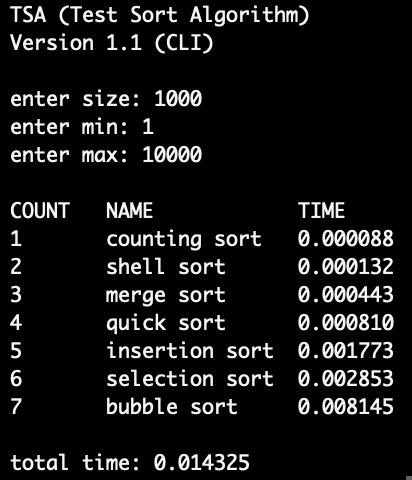 TSA (Test Sort Algorithm)
Version 1.1 (CLI)
enter size: 1000
enter min: 1
enter max: 10000
COUNT NAME TIME
1 counting sort 0.000088
2 shell sort 0.000132
3 merge sort 0.000443
4 quick sort 0.000810
5 insertion sort 0.001773
6 selection sort 0.002853
7 bubble sort 0.008145
total time: 0.014325